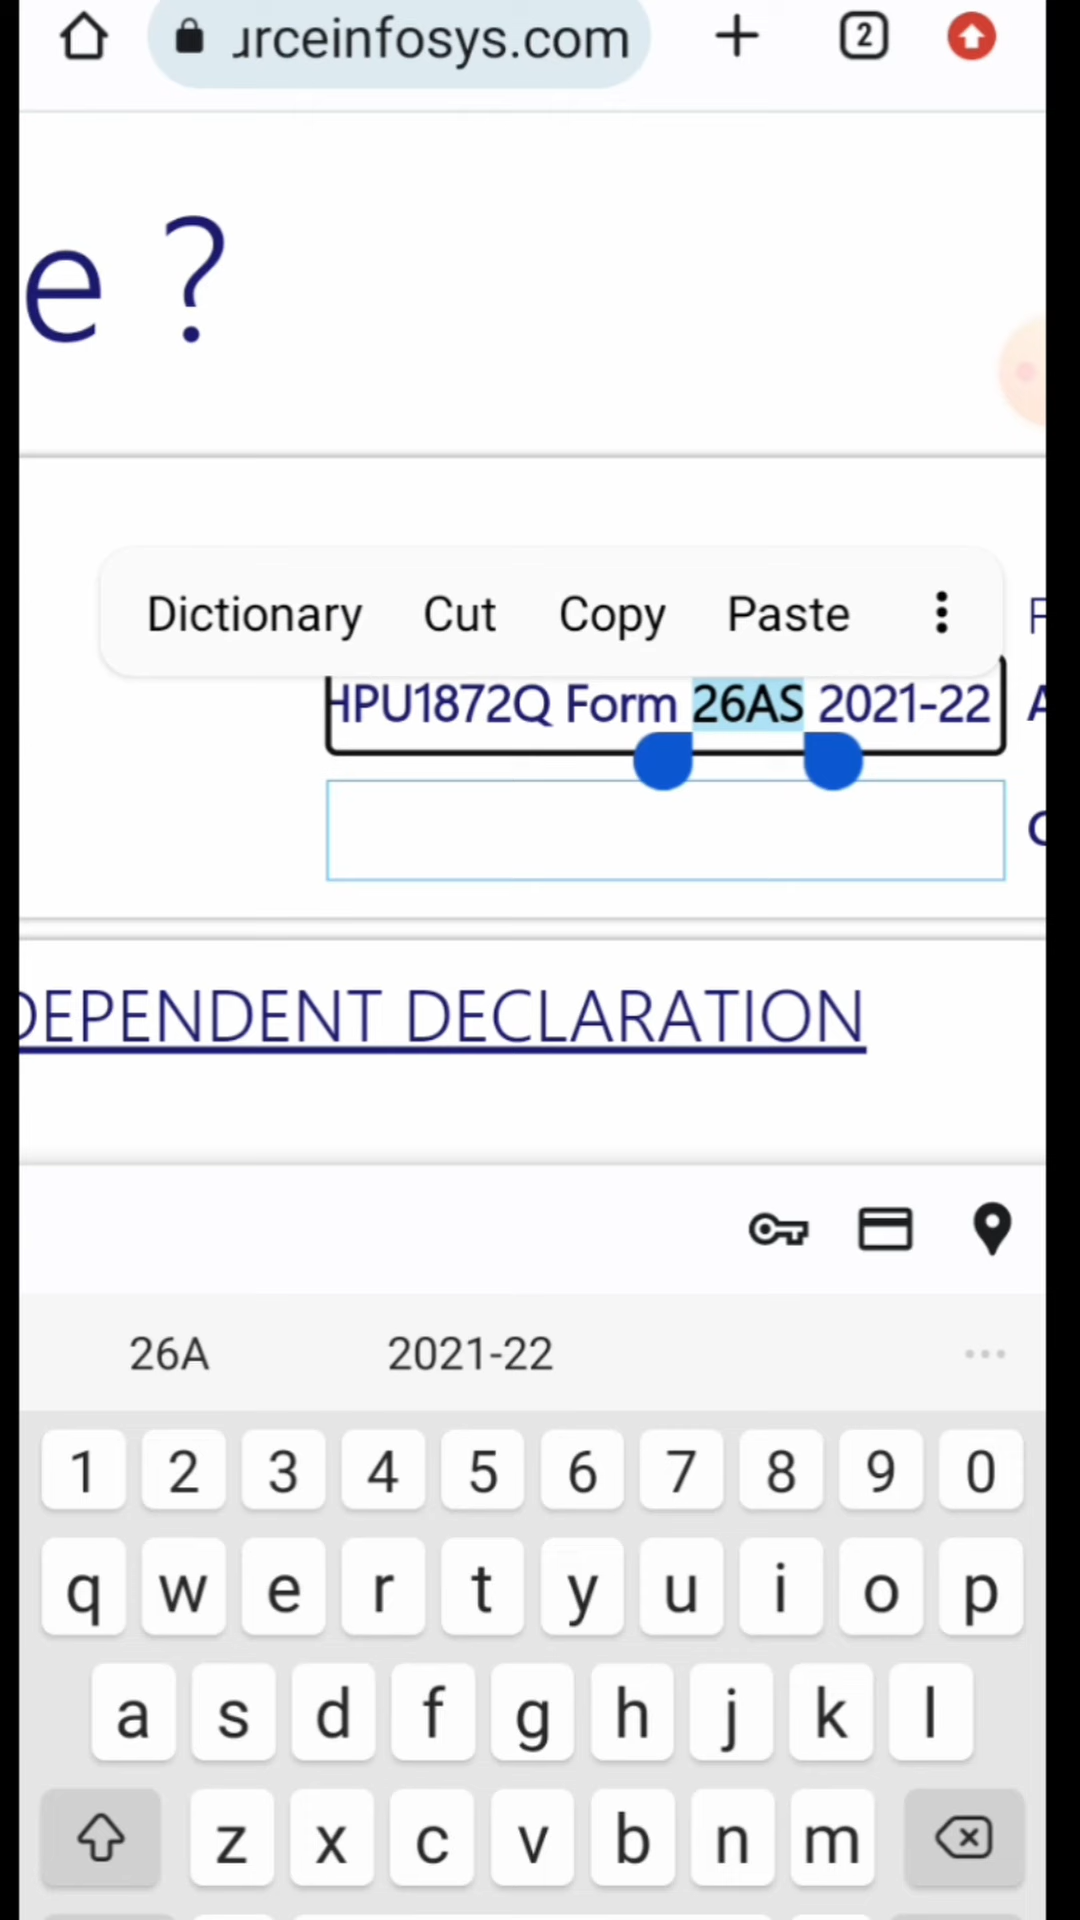 urceinfosys.com
2
e ?
Dictionary Cut Copy Paste
HPU1872Q Form 26AS 2021-22
DEPENDENT DECLARATION
26A 2021-22
1 2 3 4 5 6 7 8 9 0
q w e r t y u i o p
a s d f g h j k l
z x c v b n m